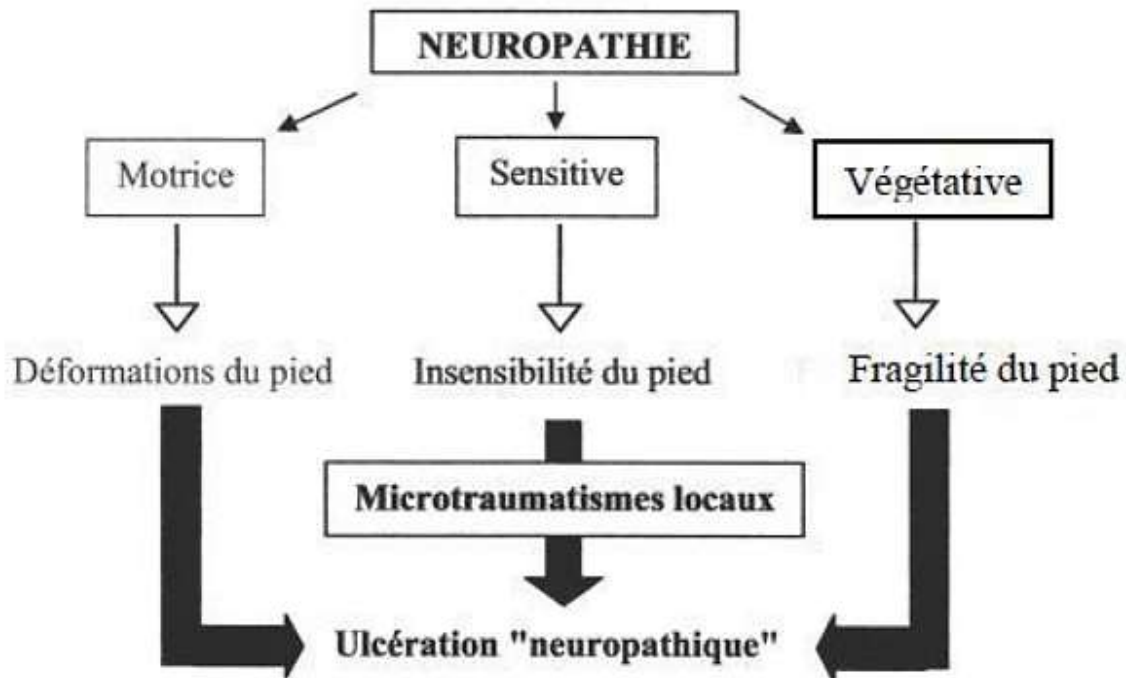 NEUROPATHIE
Motrice
Sensitive
Végétative
Déformations du pied
Insensibilité du pied
Fragilité du pied
Microtraumatismes locaux
Ulcération "neuropathique"